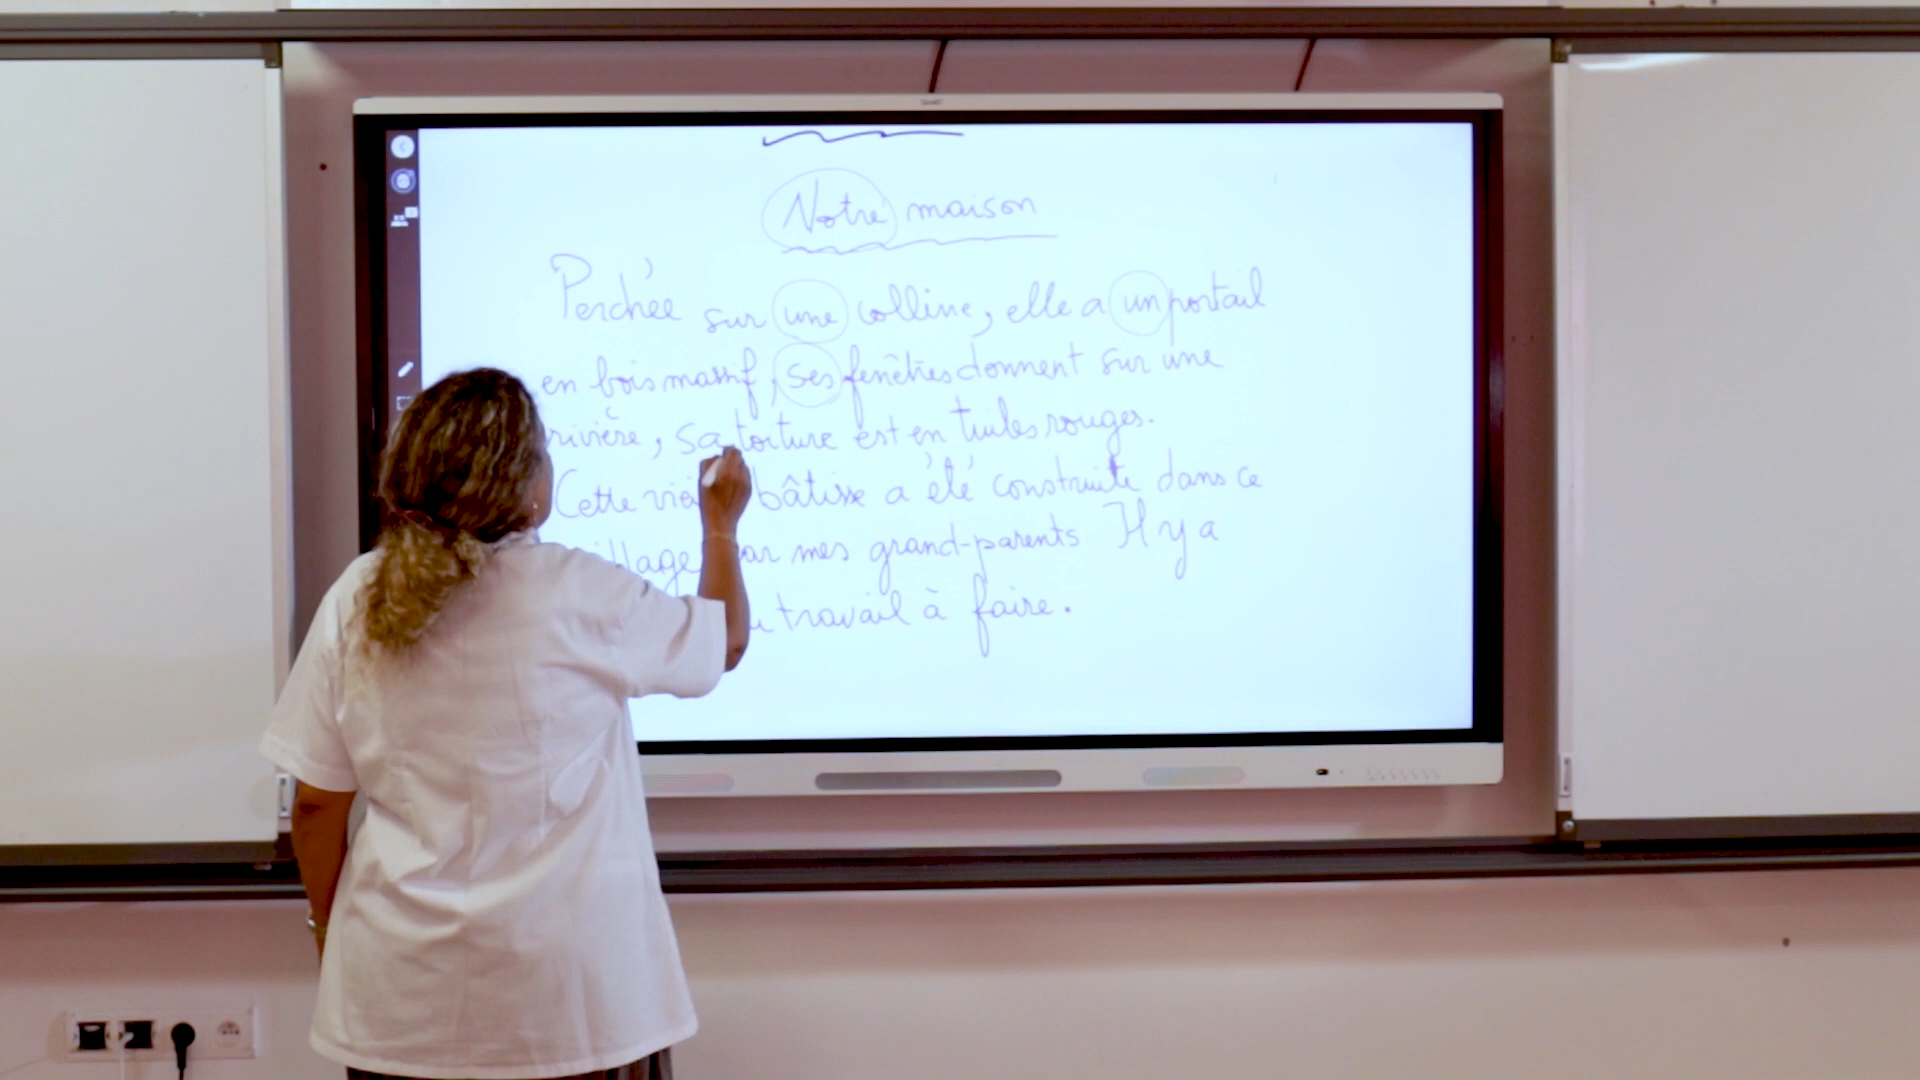 Notre maison
Perchée sur une colline, elle a un portail
en bois massif, ses fenêtres donnent sur une
rivière, sa toiture est en tuiles rouges.
Cette bâtisse a été construite dans ce
mes grand-parents Il y a
travail à faire.